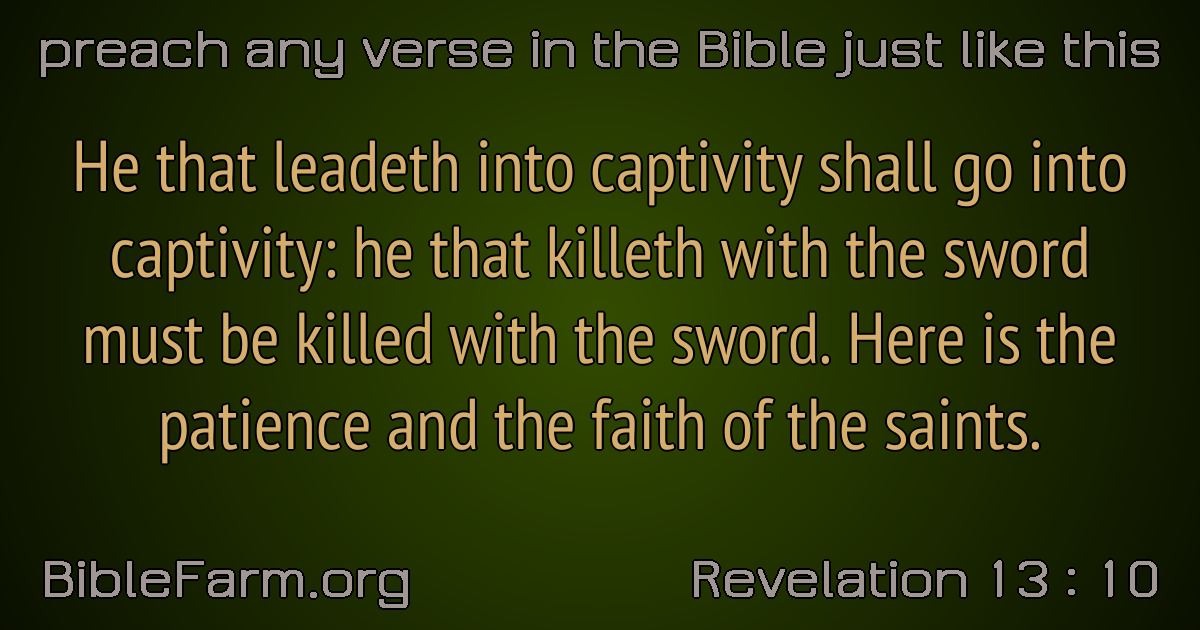 preach any verse in the Bible just like this
He that leadeth into captivity shall go into
captivity: he that killeth with the sword
must be killed with the sword. Here is the
patience and the faith of the saints.
BibleFarm.org
Revelation 13 : 10